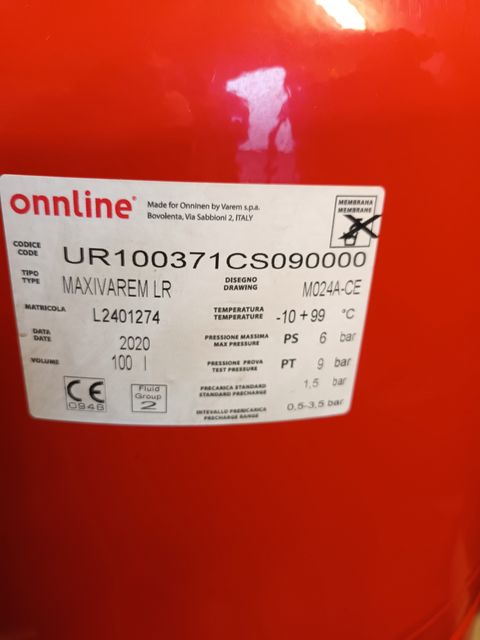 onnline
Made for Onninen by Varem s.p.a.
Bovolenta, Via Sabbioni 2, ITALY
MEMBRANA
MEMBRANE
CODICE
CODE
UR100371CS090000
TIPO
TYPE
MAXIVAREM LR
DISEGNO
DRAWING
M024A-CE
MATRICOLA
L2401274
TEMPERATURA
TEMPERATURE
-10 + 99 °C
DATA
DATE
2020
PRESSIONE MASSIMA
MAX PRESSURE
PS 6 bar
VOLUME
100 l
PRESSIONE PROVA
TEST PRESSURE
PT 9 bar
PRECARICA STANDARD
STANDARD PRECHARGE
1,5 bar
CE
0948
Fluid
Group
2
INTERVALLO PRERICARICA
PRECHARGE RANGE
0,5-3,5 bar